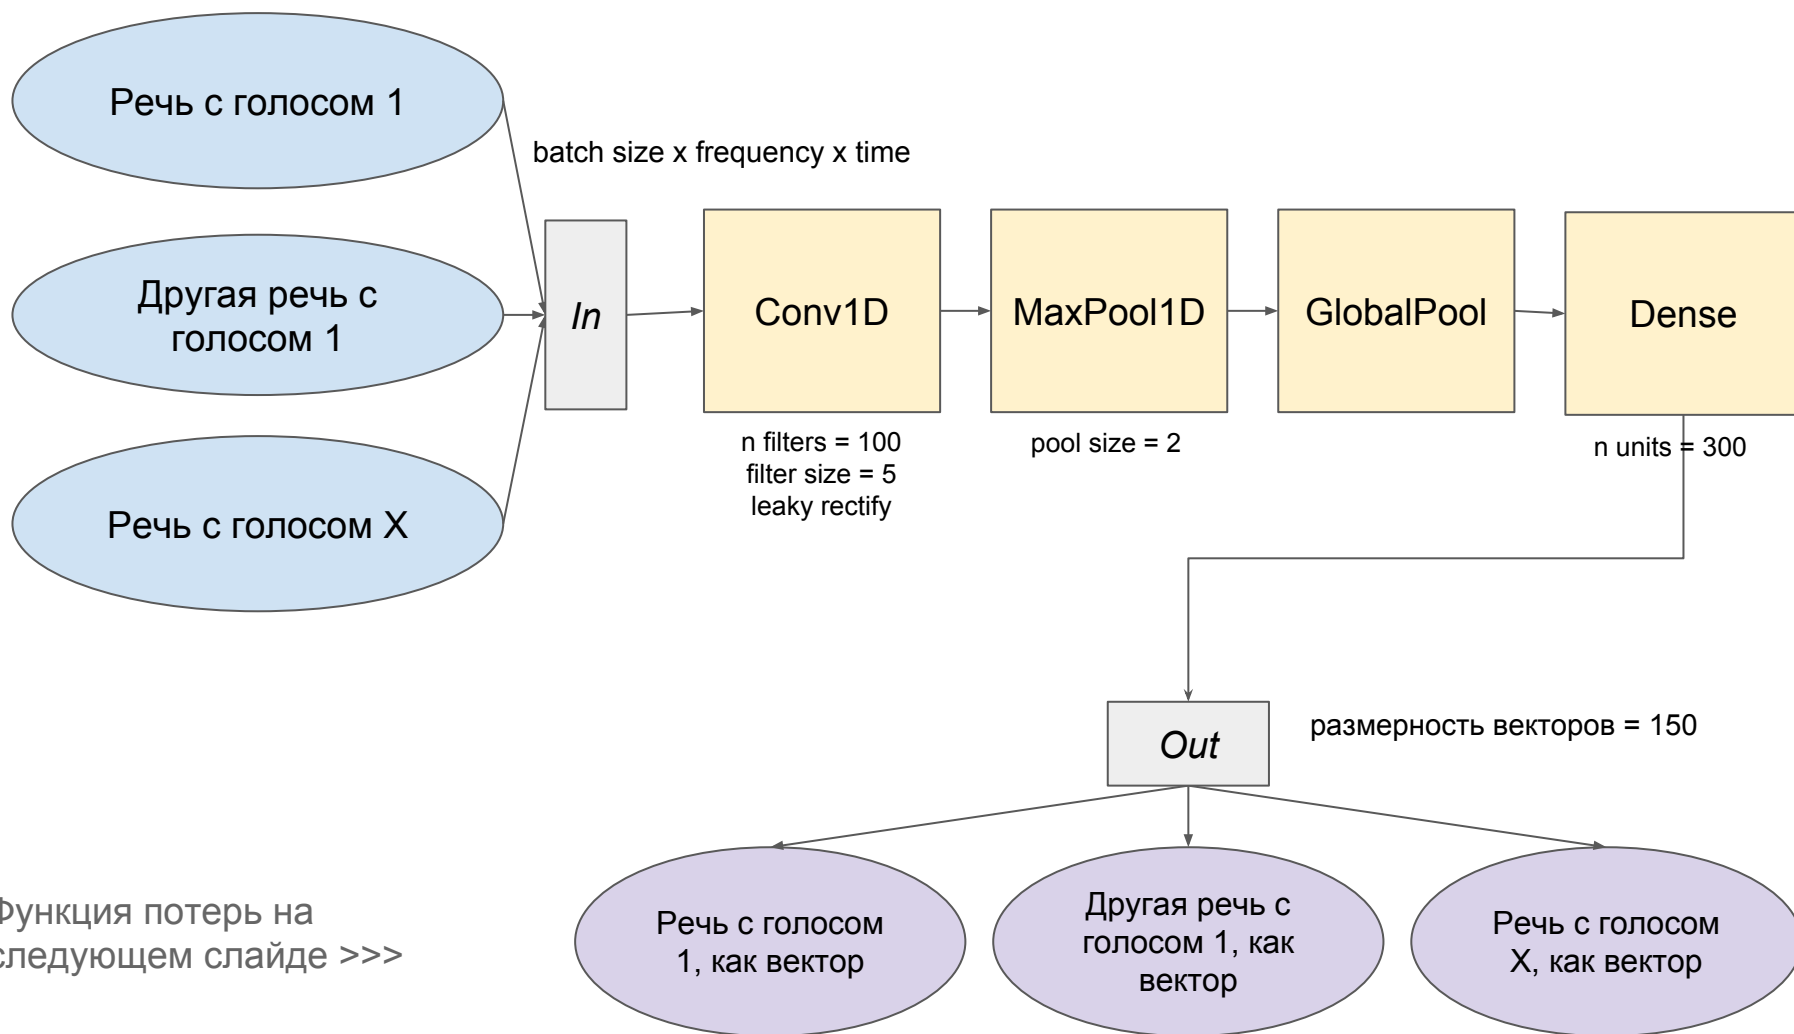 Речь с голосом 1
batch size x frequency x time
Другая речь с
голосом 1
In
Conv1D
MaxPool1D
GlobalPool
Dense
n filters = 100
filter size = 5
leaky rectify
pool size = 2
n units = 300
Речь с голосом X
Out
размерность векторов = 150
Функция потерь на
следующем слайде >>>
Речь с голосом
1, как вектор
Другая речь с
голосом 1, как
вектор
Речь с голосом
X, как вектор